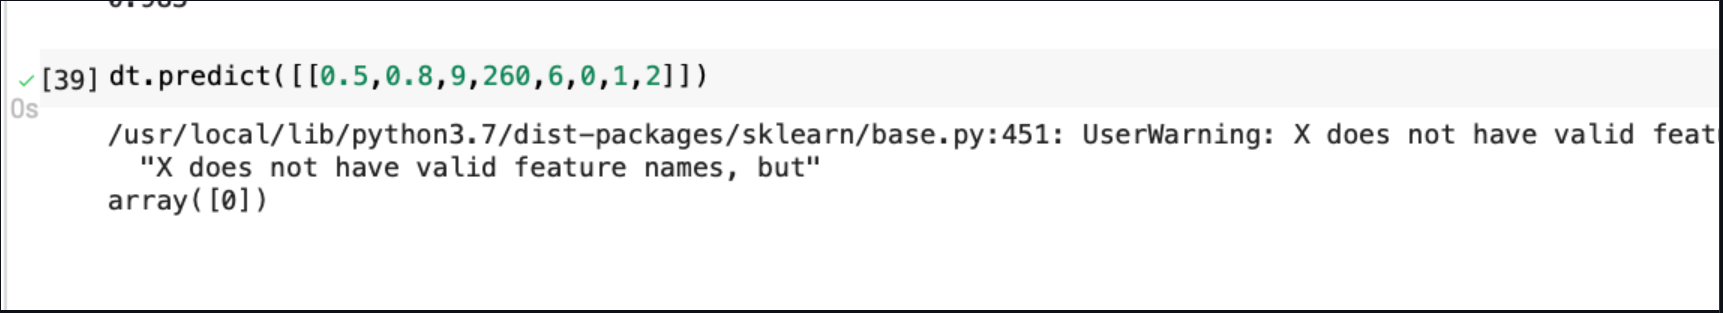 [39] dt.predict([[0.5,0.8,9,260,6,0,1,2]])
0s
/usr/local/lib/python3.7/dist-packages/sklearn/base.py:451: UserWarning: X does not have valid feat
"X does not have valid feature names, but"
array([0])